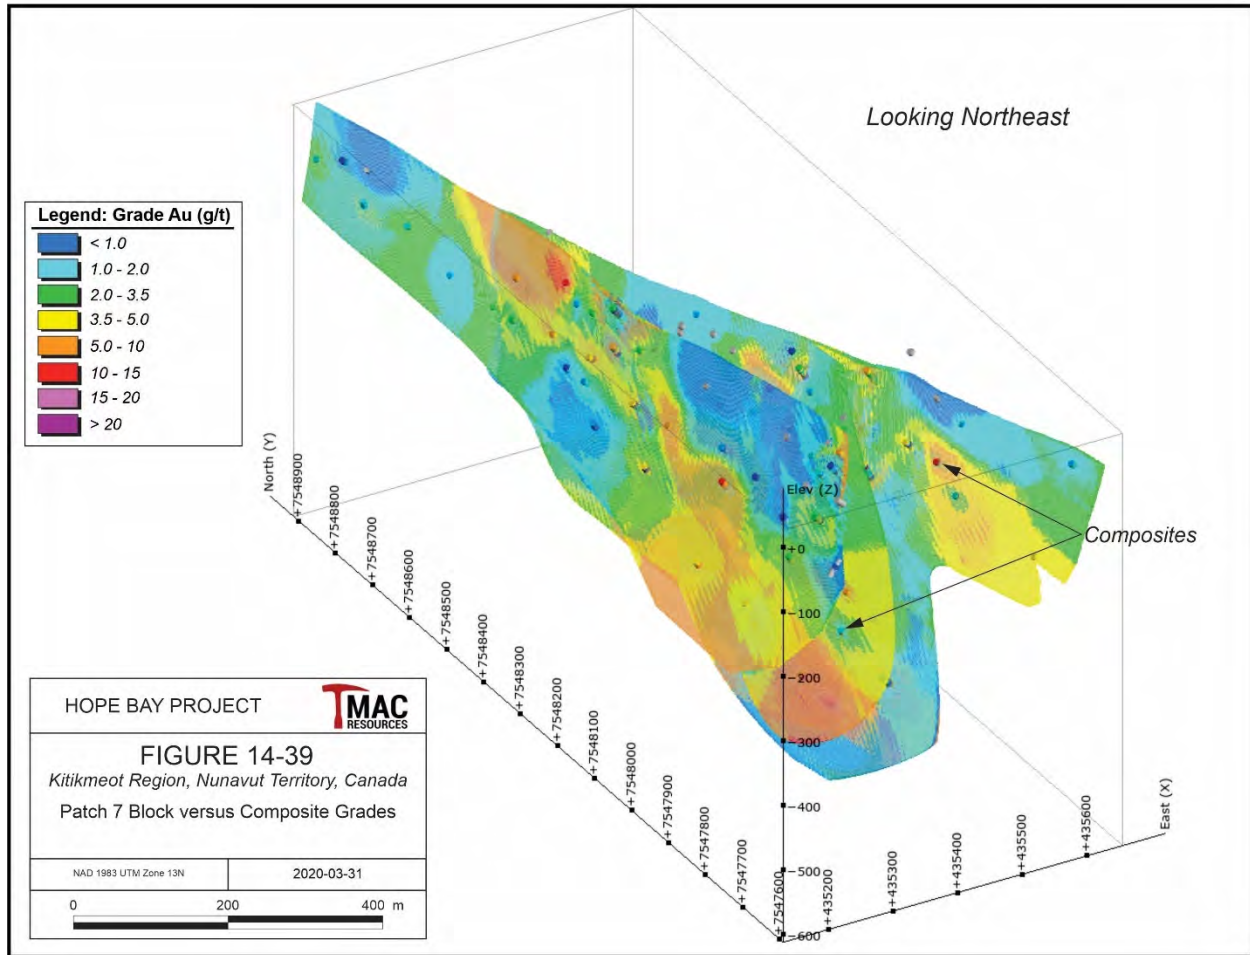 Looking Northeast
Legend: Grade Au (g/t)
< 1.0
1.0 - 2.0
2.0 - 3.5
3.5 - 5.0
5.0 - 10
10 - 15
15 - 20
> 20
North (Y)
+7548900
+7548800
+7548700
+7548600
+7548500
+7548400
+7548300
+7548200
+7548100
+7548000
+7547900
+7547800
+7547700
+7547600
Elev (Z)
+0
-100
-200
-300
-400
-500
-600
Composites
East (X)
+435200
+435300
+435400
+435500
+435600
HOPE BAY PROJECT
TMAC
RESOURCES
FIGURE 14-39
Kitikmeot Region, Nunavut Territory, Canada
Patch 7 Block versus Composite Grades
NAD 1983 UTM Zone 13N
2020-03-31
0 200 400 m